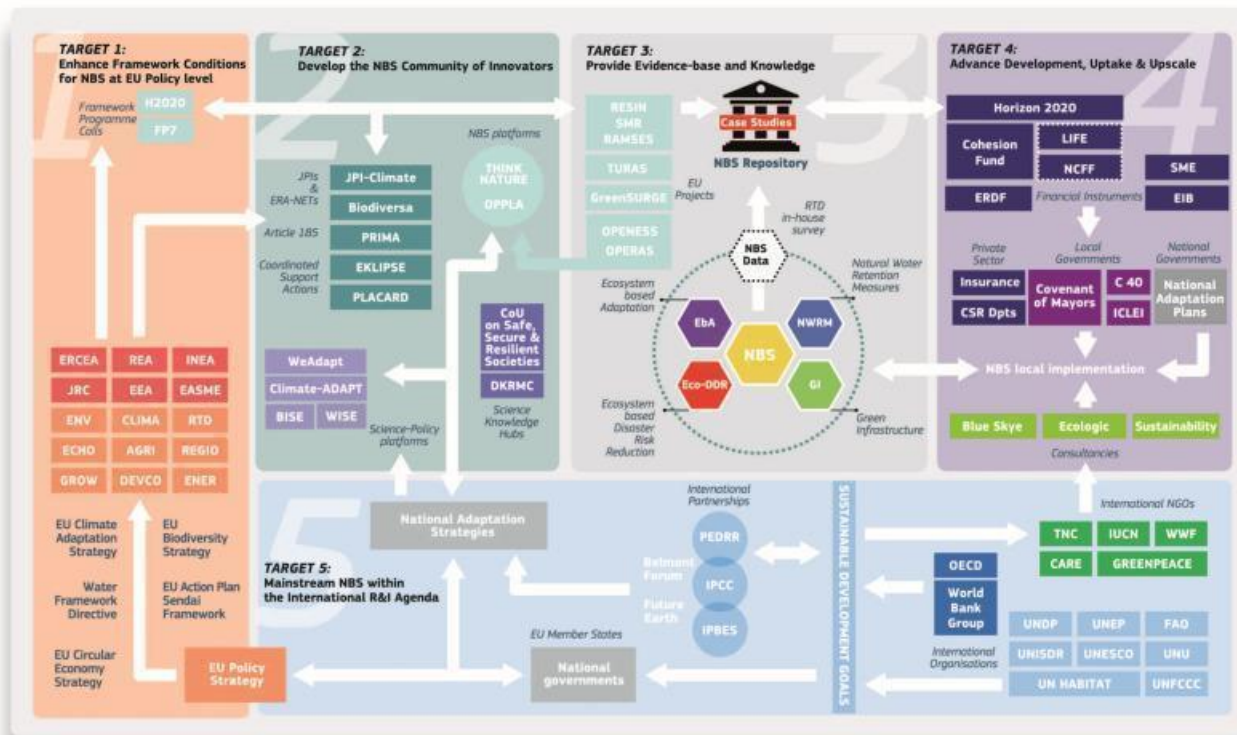 TARGET 1:
Enhance Framework Conditions
for NBS at EU Policy level
Framework
Programme
Calls
H2020
FP7
ERCEA
REA
INEA
JRC
EEA
EASME
ENV
CLIMA
RTD
ECHO
AGRI
REGIO
GROW
DEVCO
ENER
EU Climate
Adaptation
Strategy
EU
Biodiversity
Strategy
Water
Framework
Directive
EU Action Plan
Sendai
Framework
EU Circular
Economy
Strategy
EU Policy
Strategy
1
TARGET 2:
Develop the NBS Community of Innovators
2
NBS platforms
THINK
NATURE
OPPLA
JPIs
&
ERA-NETs
JPI-Climate
Biodiversa
Article 185
PRIMA
Coordinated
Support
Actions
EKLIPSE
PLACARD
CoU
on Safe,
Secure &
Resilient
Societies
DKRMC
Science
Knowledge
Hubs
WeAdapt
Climate-ADAPT
BISE
WISE
Science-Policy
platforms
TARGET 3:
Provide Evidence-base and Knowledge
3
RESIN
SMR
RAMSES
TURAS
GreenSURGE
OPENESS
OPERAS
EU
Projects
Case Studies
NBS Repository
RTD
in-house
survey
NBS
Data
Ecosystem
based
Adaptation
Natural Water
Retention
Measures
EbA
NWRM
NBS
Eco-DDR
GI
Ecosystem
based
Disaster
Risk
Reduction
Green
Infrastructure
TARGET 4:
Advance Development, Uptake & Upscale
4
Horizon 2020
Cohesion
Fund
LIFE
NCFF
SME
ERDF
Financial Instruments
EIB
Private
Sector
Local
Governments
National
Governments
Insurance
CSR Dpts
Covenant
of Mayors
C 40
ICLEI
National
Adaptation
Plans
NBS local implementation
Blue Skye
Ecologic
Sustainability
Consultancies
5
TARGET 5:
Mainstream NBS within
the International R&I Agenda
National Adaptation
Strategies
EU Member States
National
governments
International
Partnerships
PEDRR
IPCC
IPBES
Belmont
Forum
Future
Earth
SUSTAINABLE DEVELOPMENT GOALS
International NGOs
TNC
IUCN
WWF
CARE
GREENPEACE
OECD
World
Bank
Group
International
Organisations
UNDP
UNEP
FAO
UNISDR
UNESCO
UNU
UN HABITAT
UNFCCC